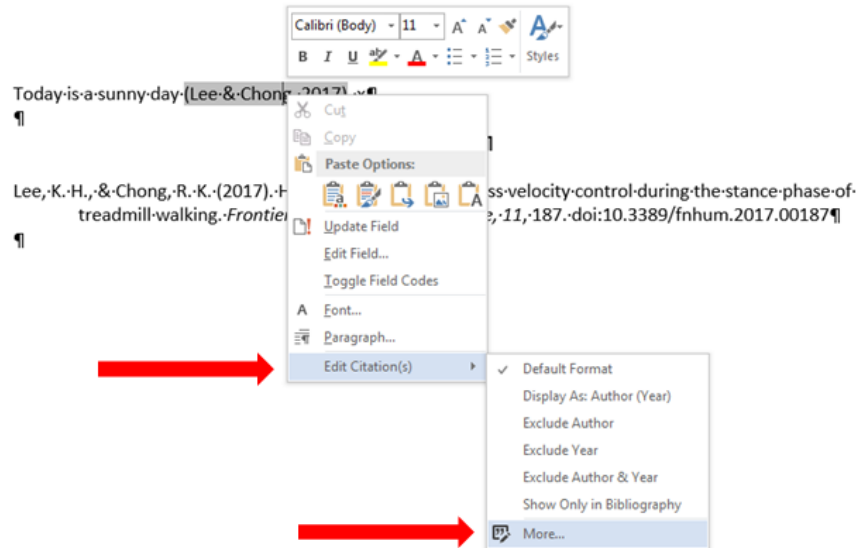 Calibri (Body) 11 A A A
B I U aby A Styles
Today·is·a·sunny·day·(Lee·&·Chong,·2017)·.x¶
¶
Cut
Copy
¶
Paste Options:
Lee,·K.·H.,·&·Chong,·R.·K.·(2017).·H ss·velocity·control·during·the·stance·phase·of·
treadmill·walking.·Frontier e,·11,·187.·doi:10.3389/fnhum.2017.00187¶
Update Field
¶
Edit Field...
Toggle Field Codes
A Font...
Paragraph...
Edit Citation(s)
Default Format
Display As: Author (Year)
Exclude Author
Exclude Year
Exclude Author & Year
Show Only in Bibliography
More...